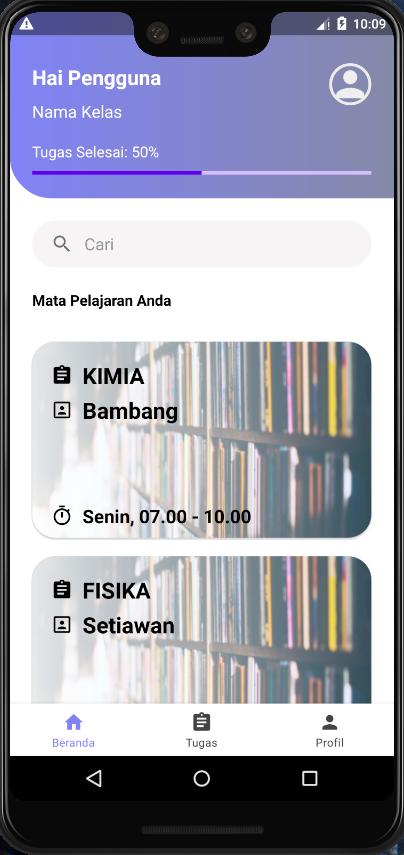 10:09
Hai Pengguna
Nama Kelas
Tugas Selesai: 50%
Cari
Mata Pelajaran Anda
KIMIA
Bambang
Senin, 07.00 - 10.00
FISIKA
Setiawan
Beranda Tugas Profil